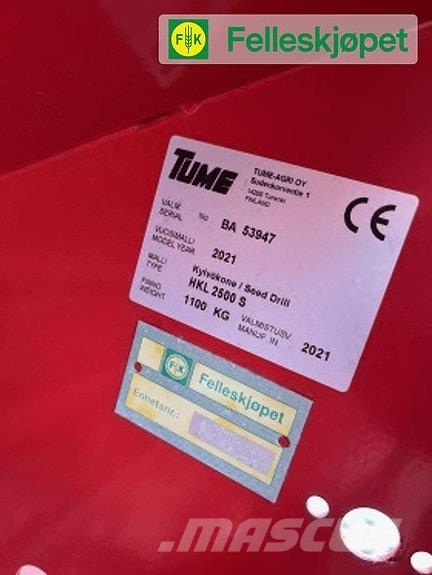 FK Felleskjøpet
TUME
TUME-AGRI OY
Sudenkorventie 1
14200 Turenki
FINLAND
CE
VALM. No BA 53947
SERIAL
VUOSIMALLI 2021
MODEL YEAR
MALLI Kylvökone / Seed Drill
TYPE HKL 2500 S
PAINO 1100 KG
WEIGHT
VALMISTUSV 2021
MANUF. IN
FK Felleskjøpet
Enhetsnr.:
MASCUS